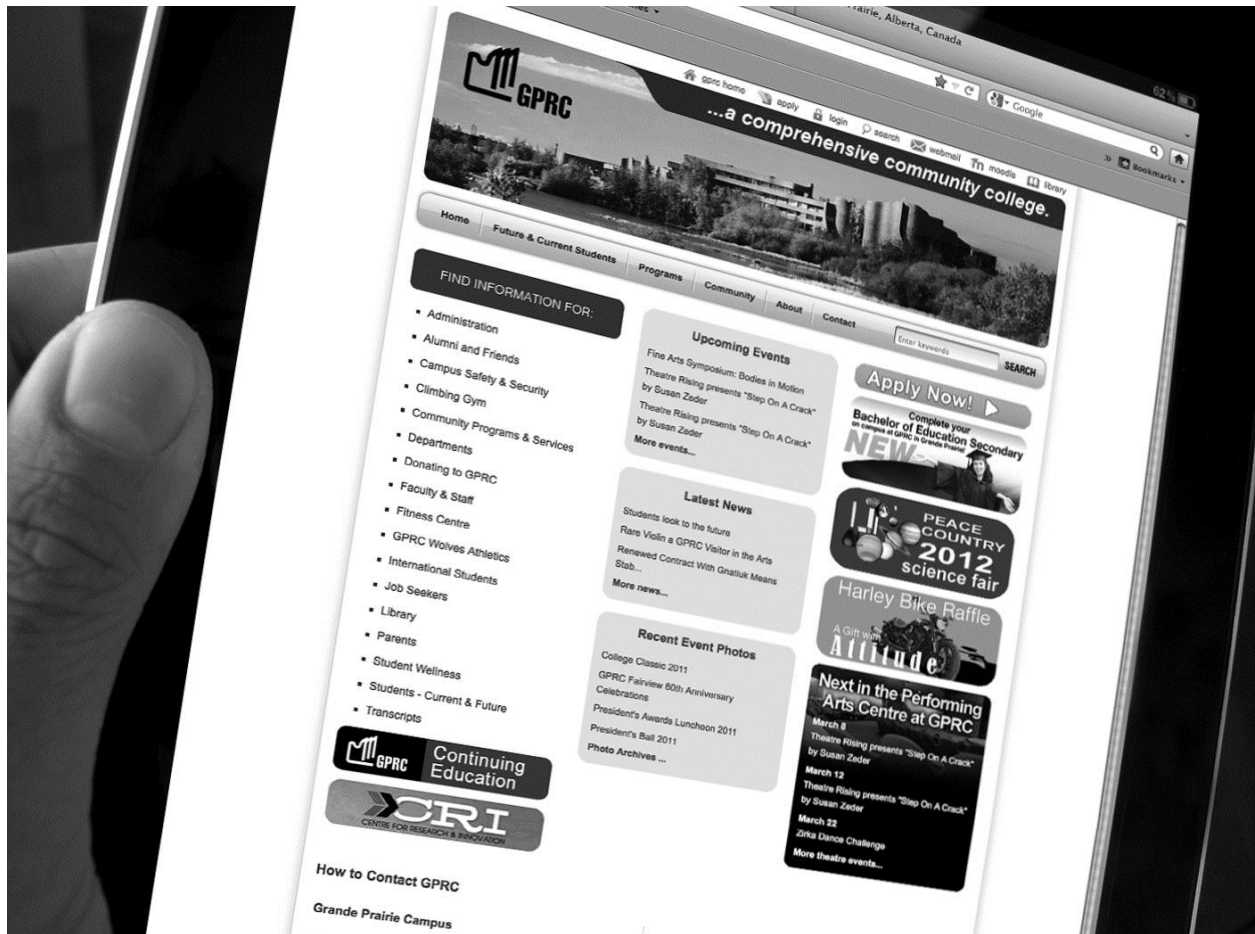 rairie, Alberta, Canada
62%
Google
Bookmarks
GPRC
gprc home
apply
login
search
webmail
moodle
library
...a comprehensive community college.
Home
Future & Current Students
Programs
Community
About
Contact
Enter keywords
SEARCH
FIND INFORMATION FOR:
Administration
Alumni and Friends
Campus Safety & Security
Climbing Gym
Community Programs & Services
Departments
Donating to GPRC
Faculty & Staff
Fitness Centre
GPRC Wolves Athletics
International Students
Job Seekers
Library
Parents
Student Wellness
Students - Current & Future
Transcripts
GPRC
Continuing
Education
CRI
CENTRE FOR RESEARCH & INNOVATION
How to Contact GPRC
Grande Prairie Campus
Upcoming Events
Fine Arts Symposium: Bodies in Motion
Theatre Rising presents "Step On A Crack"
by Susan Zeder
Theatre Rising presents "Step On A Crack"
by Susan Zeder
More events...
Latest News
Students look to the future
Rare Violin a GPRC Visitor in the Arts
Renewed Contract With Gnatiuk Means
Stab...
More news...
Recent Event Photos
College Classic 2011
GPRC Fairview 60th Anniversary
Celebrations
President's Awards Luncheon 2011
President's Ball 2011
Photo Archives ...
Apply Now!
Complete your
Bachelor of Education Secondary
on campus at GPRC in Grande Prairie!
NEW
PEACE
COUNTRY
2012
science fair
Harley Bike Raffle
A Gift with
Attitude
Next in the Performing
Arts Centre at GPRC
March 8
Theatre Rising presents "Step On A Crack"
by Susan Zeder
March 12
Theatre Rising presents "Step On A Crack"
by Susan Zeder
March 22
Zirka Dance Challenge
More theatre events...